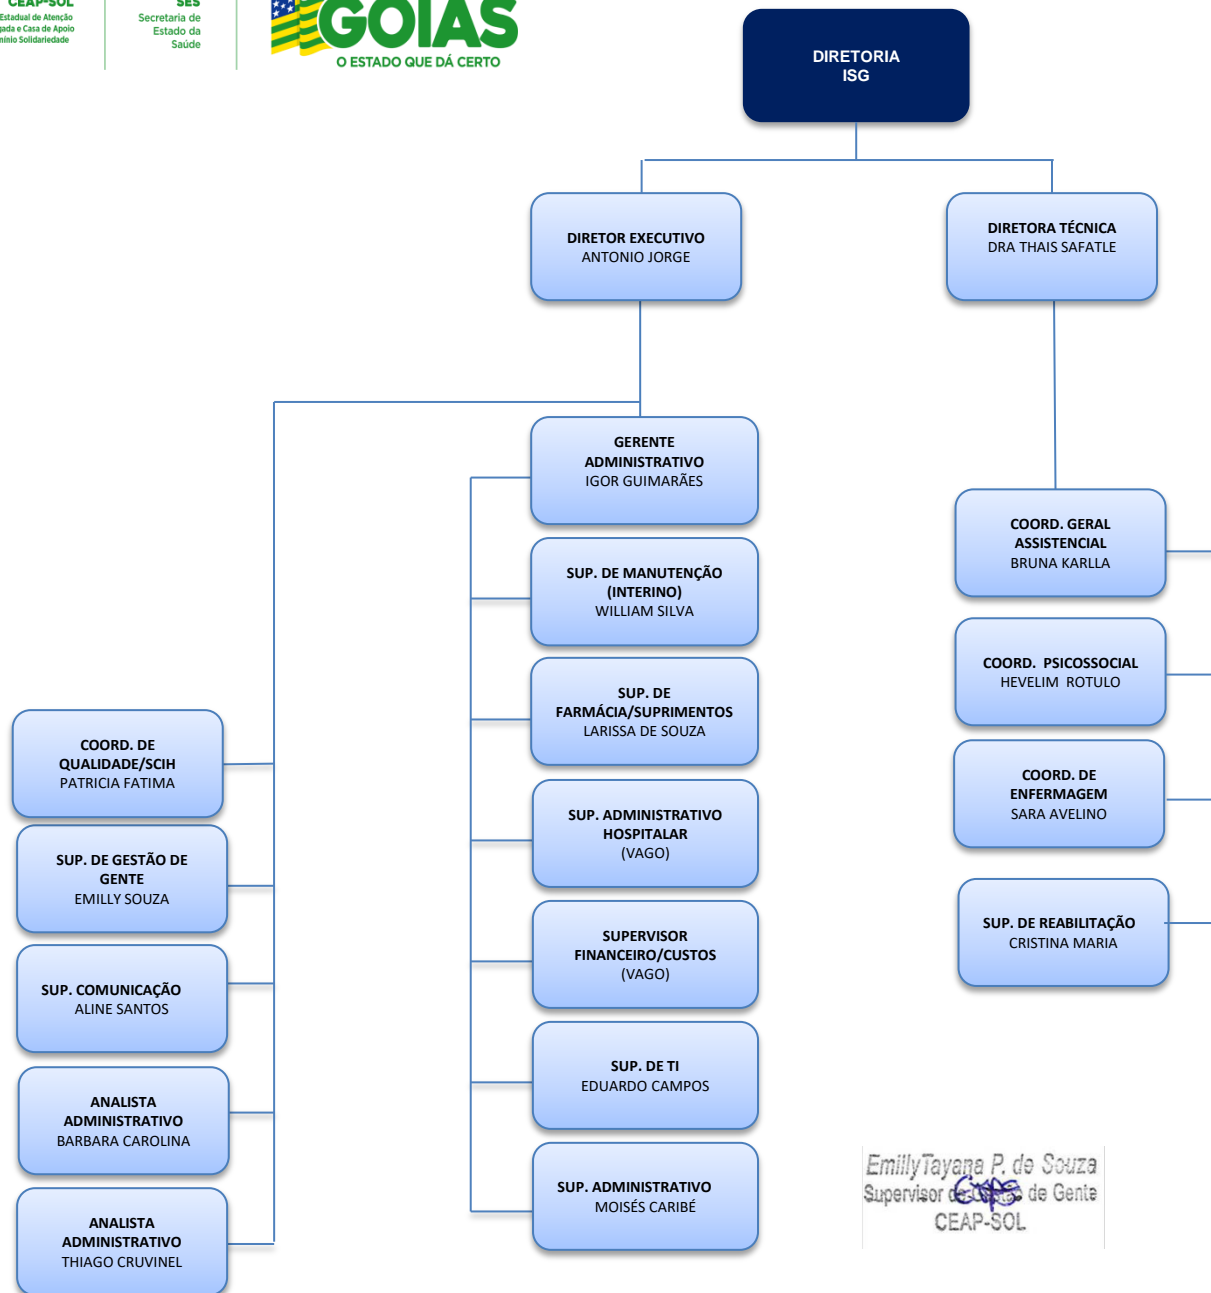 CEAP-SOL
Estadual de Atenção
gada e Casa de Apoio
mínio Solidariedade
SES
Secretaria de
Estado da
Saúde
GOIÁS
O ESTADO QUE DÁ CERTO
DIRETORIA
ISG
DIRETOR EXECUTIVO
ANTONIO JORGE
DIRETORA TÉCNICA
DRA THAIS SAFATLE
GERENTE
ADMINISTRATIVO
IGOR GUIMARÃES
SUP. DE MANUTENÇÃO
(INTERINO)
WILLIAM SILVA
SUP. DE
FARMÁCIA/SUPRIMENTOS
LARISSA DE SOUZA
SUP. ADMINISTRATIVO
HOSPITALAR
(VAGO)
SUPERVISOR
FINANCEIRO/CUSTOS
(VAGO)
SUP. DE TI
EDUARDO CAMPOS
SUP. ADMINISTRATIVO
MOISÉS CARIBÉ
COORD. DE
QUALIDADE/SCIH
PATRICIA FATIMA
SUP. DE GESTÃO DE
GENTE
EMILLY SOUZA
SUP. COMUNICAÇÃO
ALINE SANTOS
ANALISTA
ADMINISTRATIVO
BARBARA CAROLINA
ANALISTA
ADMINISTRATIVO
THIAGO CRUVINEL
COORD. GERAL
ASSISTENCIAL
BRUNA KARLLA
COORD. PSICOSSOCIAL
HEVELIM ROTULO
COORD. DE
ENFERMAGEM
SARA AVELINO
SUP. DE REABILITAÇÃO
CRISTINA MARIA
Emilly Tayana P. de Souza
Supervisor de Gente
CEAP-SOL